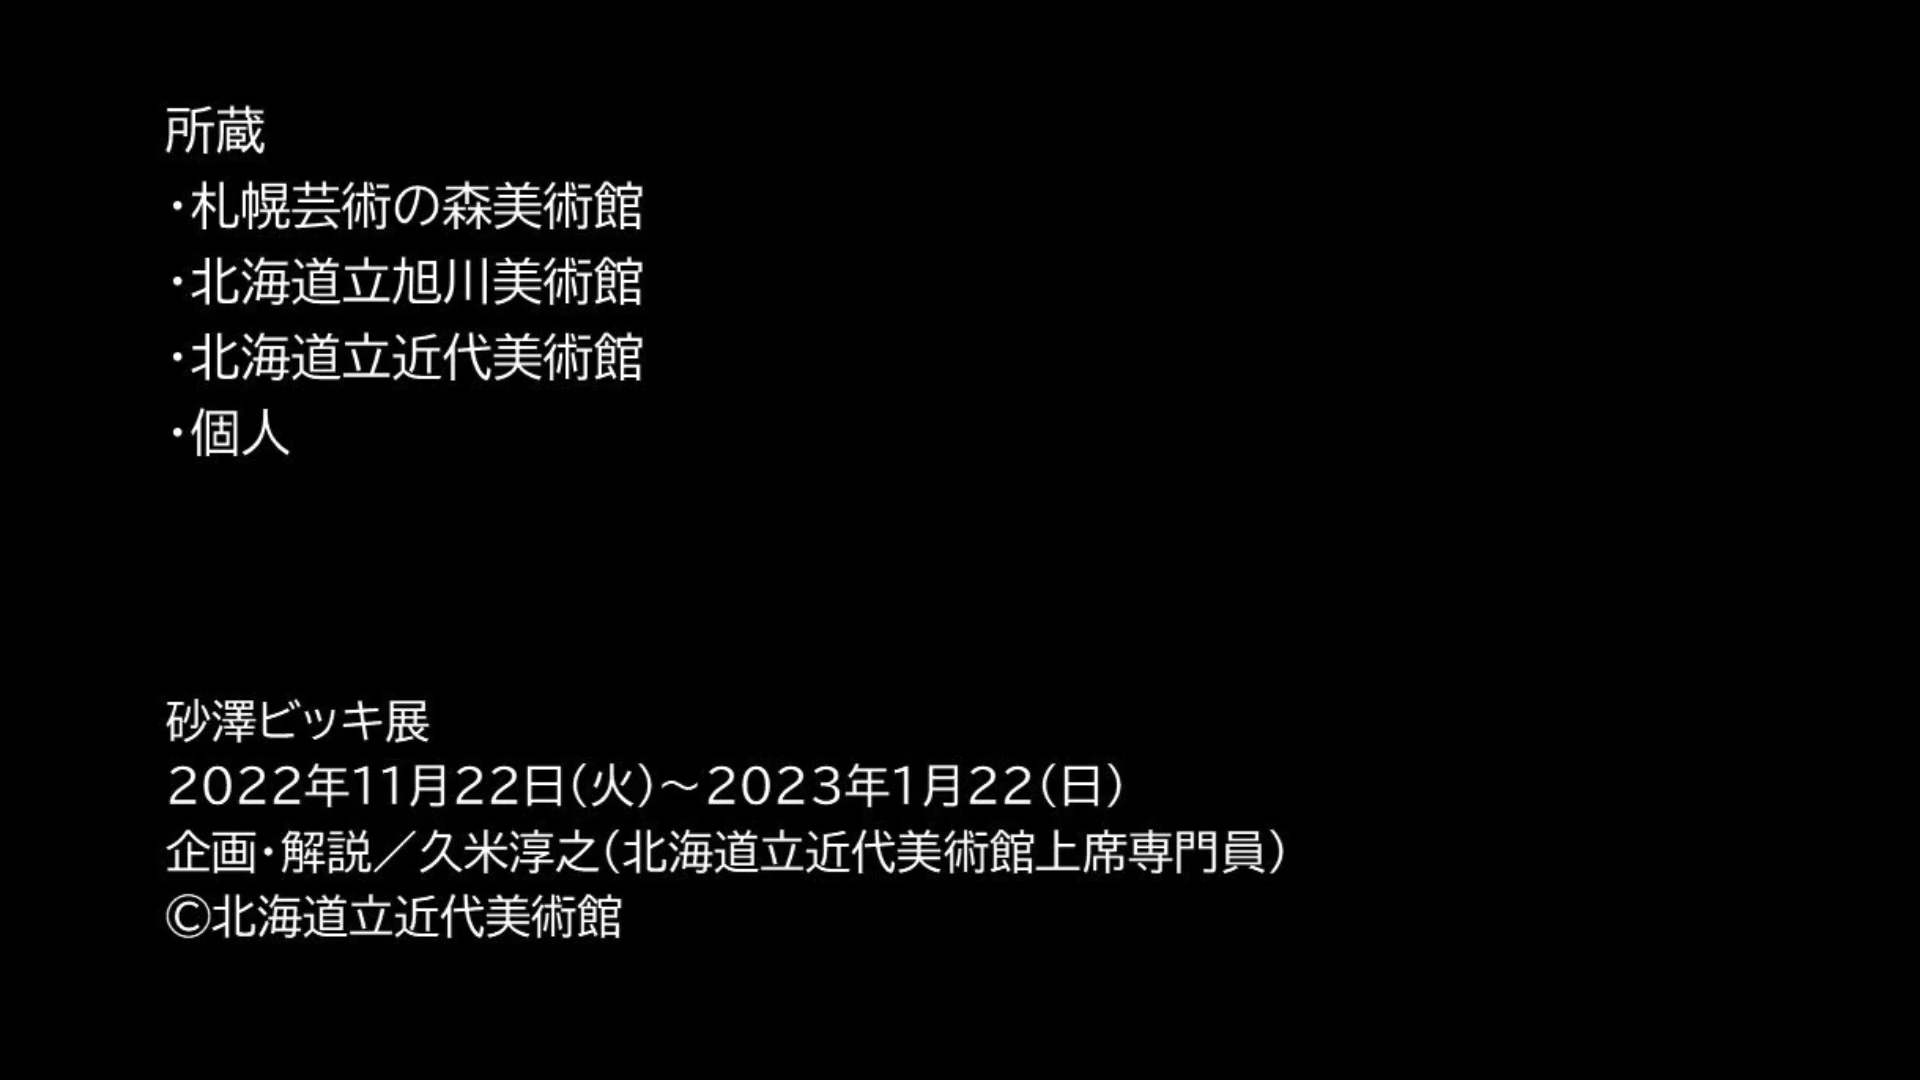 所蔵
・札幌芸術の森美術館
・北海道立旭川美術館
・北海道立近代美術館
・個人
砂澤ビッキ展
２０２２年１１月２２日（火）～２０２３年１月２２（日）
企画・解説／久米淳之（北海道立近代美術館上席専門員）
©北海道立近代美術館